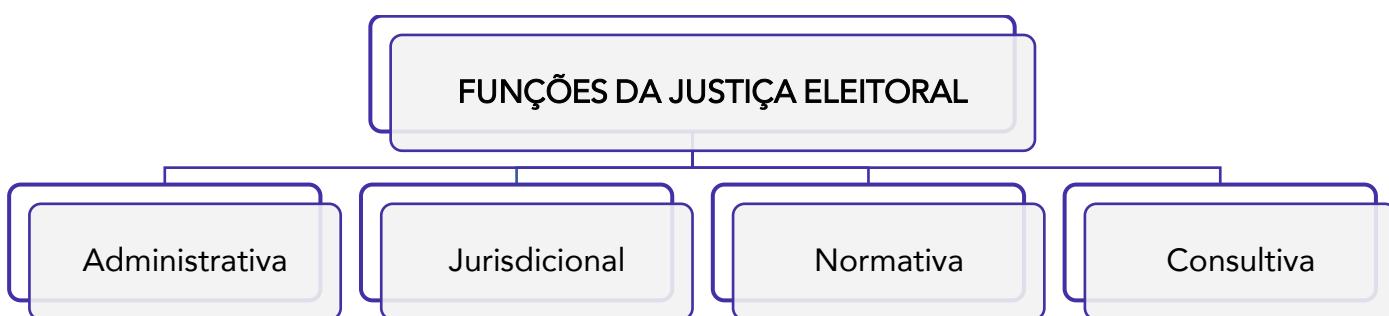 FUNÇÕES DA JUSTIÇA ELEITORAL
Administrativa
Jurisdicional
Normativa
Consultiva